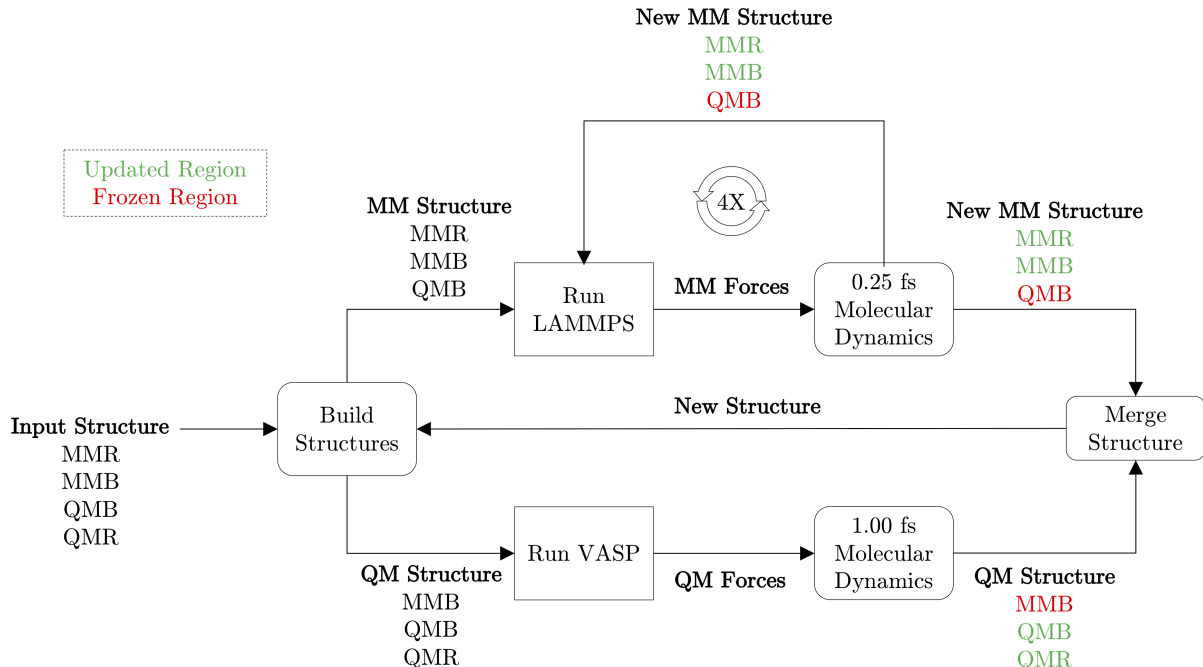 New MM Structure
MMR
MMB
QMB
Updated Region
Frozen Region
4X
MM Structure
MMR
MMB
QMB
New MM Structure
MMR
MMB
QMB
Run
LAMMPS
MM Forces
0.25 fs
Molecular
Dynamics
Input Structure
MMR
MMB
QMB
QMR
Build
Structures
New Structure
Merge
Structure
QM Structure
MMB
QMB
QMR
Run VASP
QM Forces
1.00 fs
Molecular
Dynamics
QM Structure
MMB
QMB
QMR